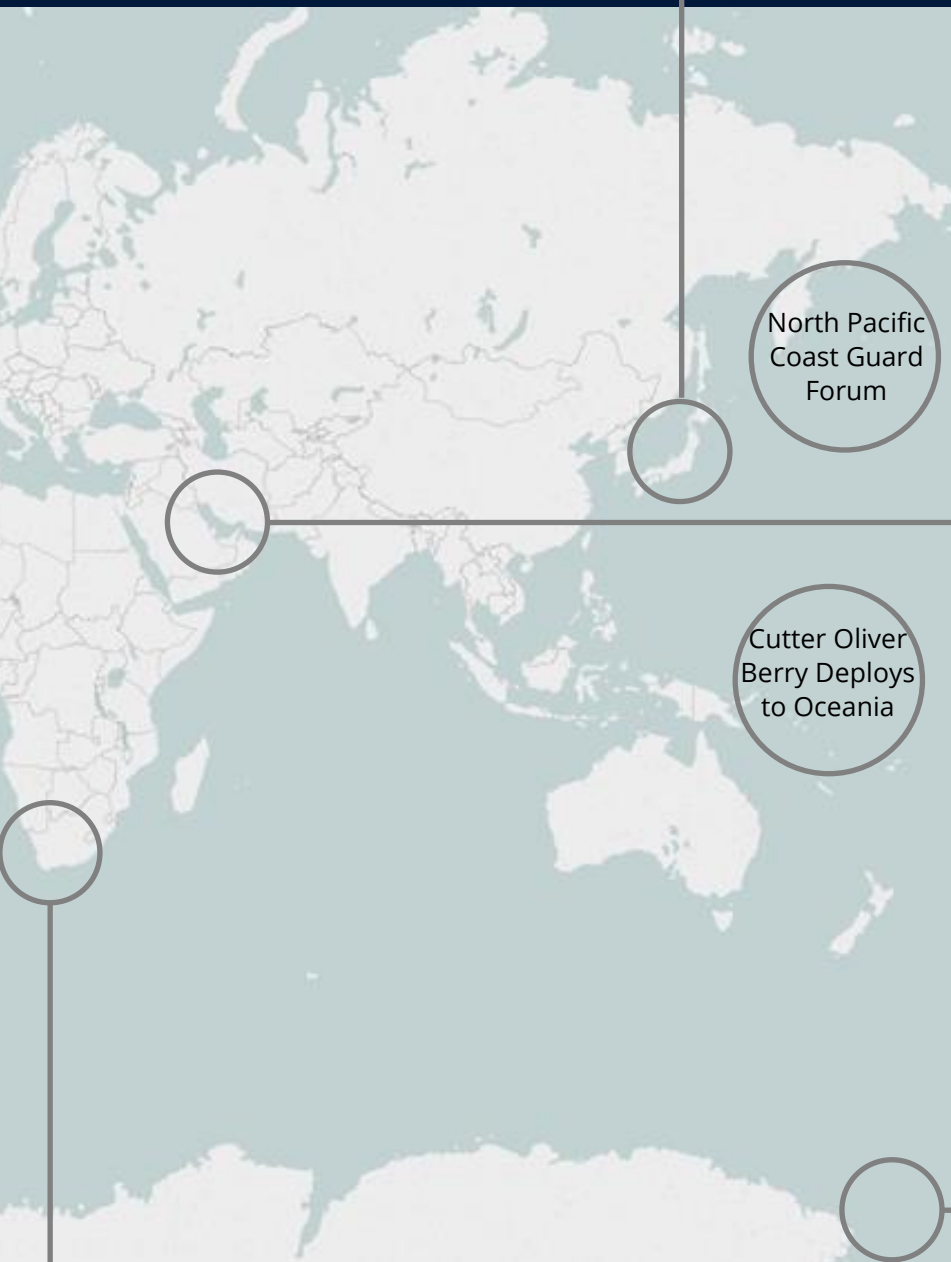 North Pacific
Coast Guard
Forum
Cutter Oliver
Berry Deploys
to Oceania